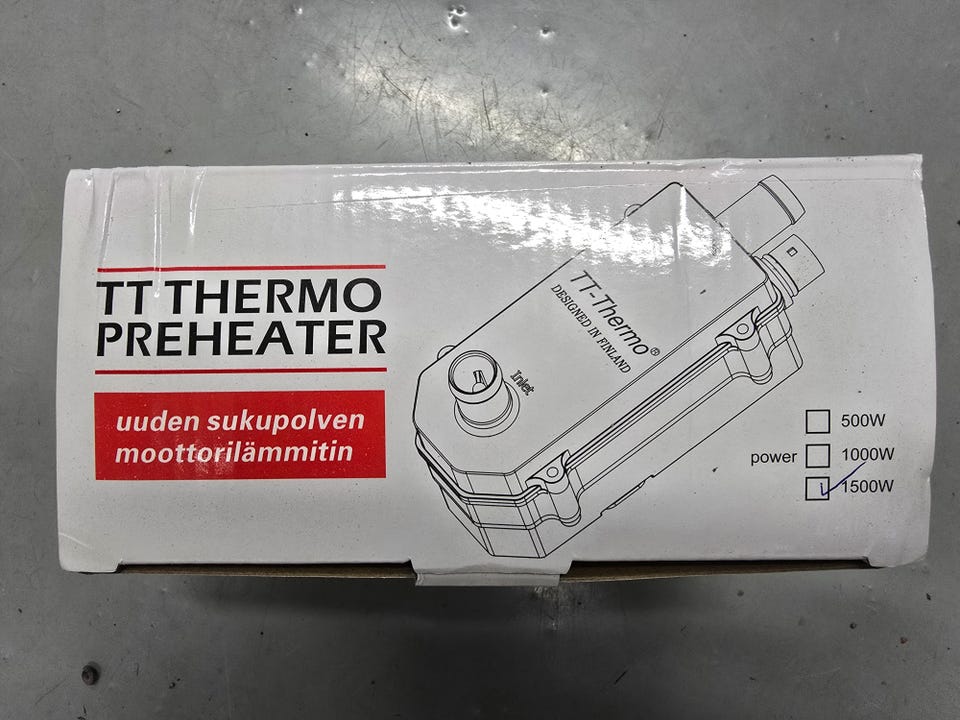 TT THERMO
PREHEATER
uuden sukupolven
moottorilämmitin
TT-Thermo®
DESIGNED IN FINLAND
Inlet
500W
power 1000W
1500W